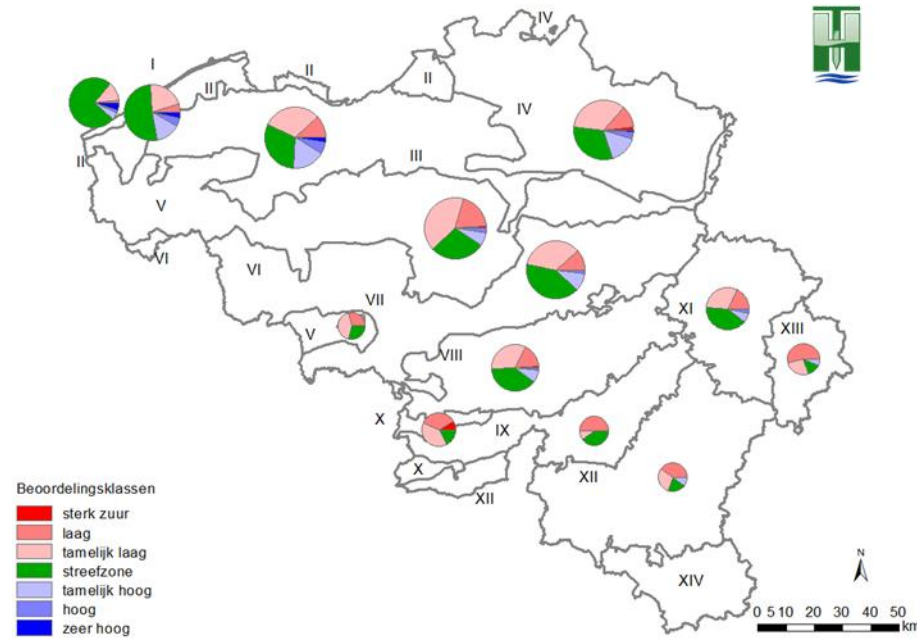 IV
I
II
II
II
IV
III
II
V
VI
VI
VII
V
XI
XIII
VIII
X
IX
X
XII
XII
XIV
Beoordelingsklassen
sterk zuur
laag
tamelijk laag
streefzone
tamelijk hoog
hoog
zeer hoog
N
0 5 10 20 30 40 50
km